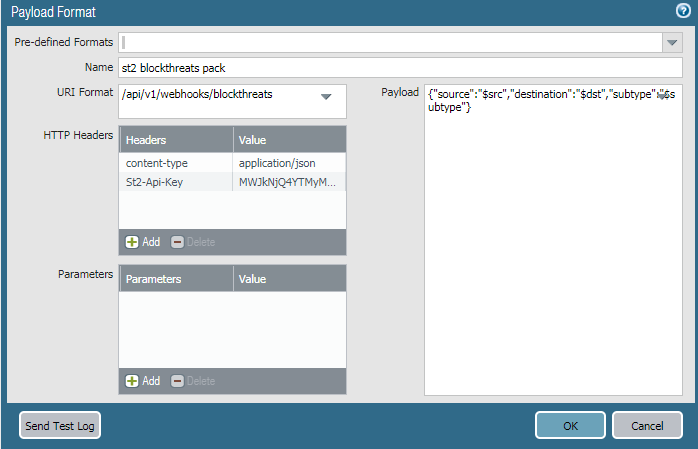 Payload Format
?
Pre-defined Formats
Name st2 blockthreats pack
URI Format /api/v1/webhooks/blockthreats
HTTP Headers
Headers Value
content-type application/json
St2-Api-Key MWJkNjQ4YTMyM...
Add Delete
Parameters
Parameters Value
Add Delete
Payload {"source":"$src","destination":"$dst","subtype":"$s
ubtype"}
Send Test Log OK Cancel